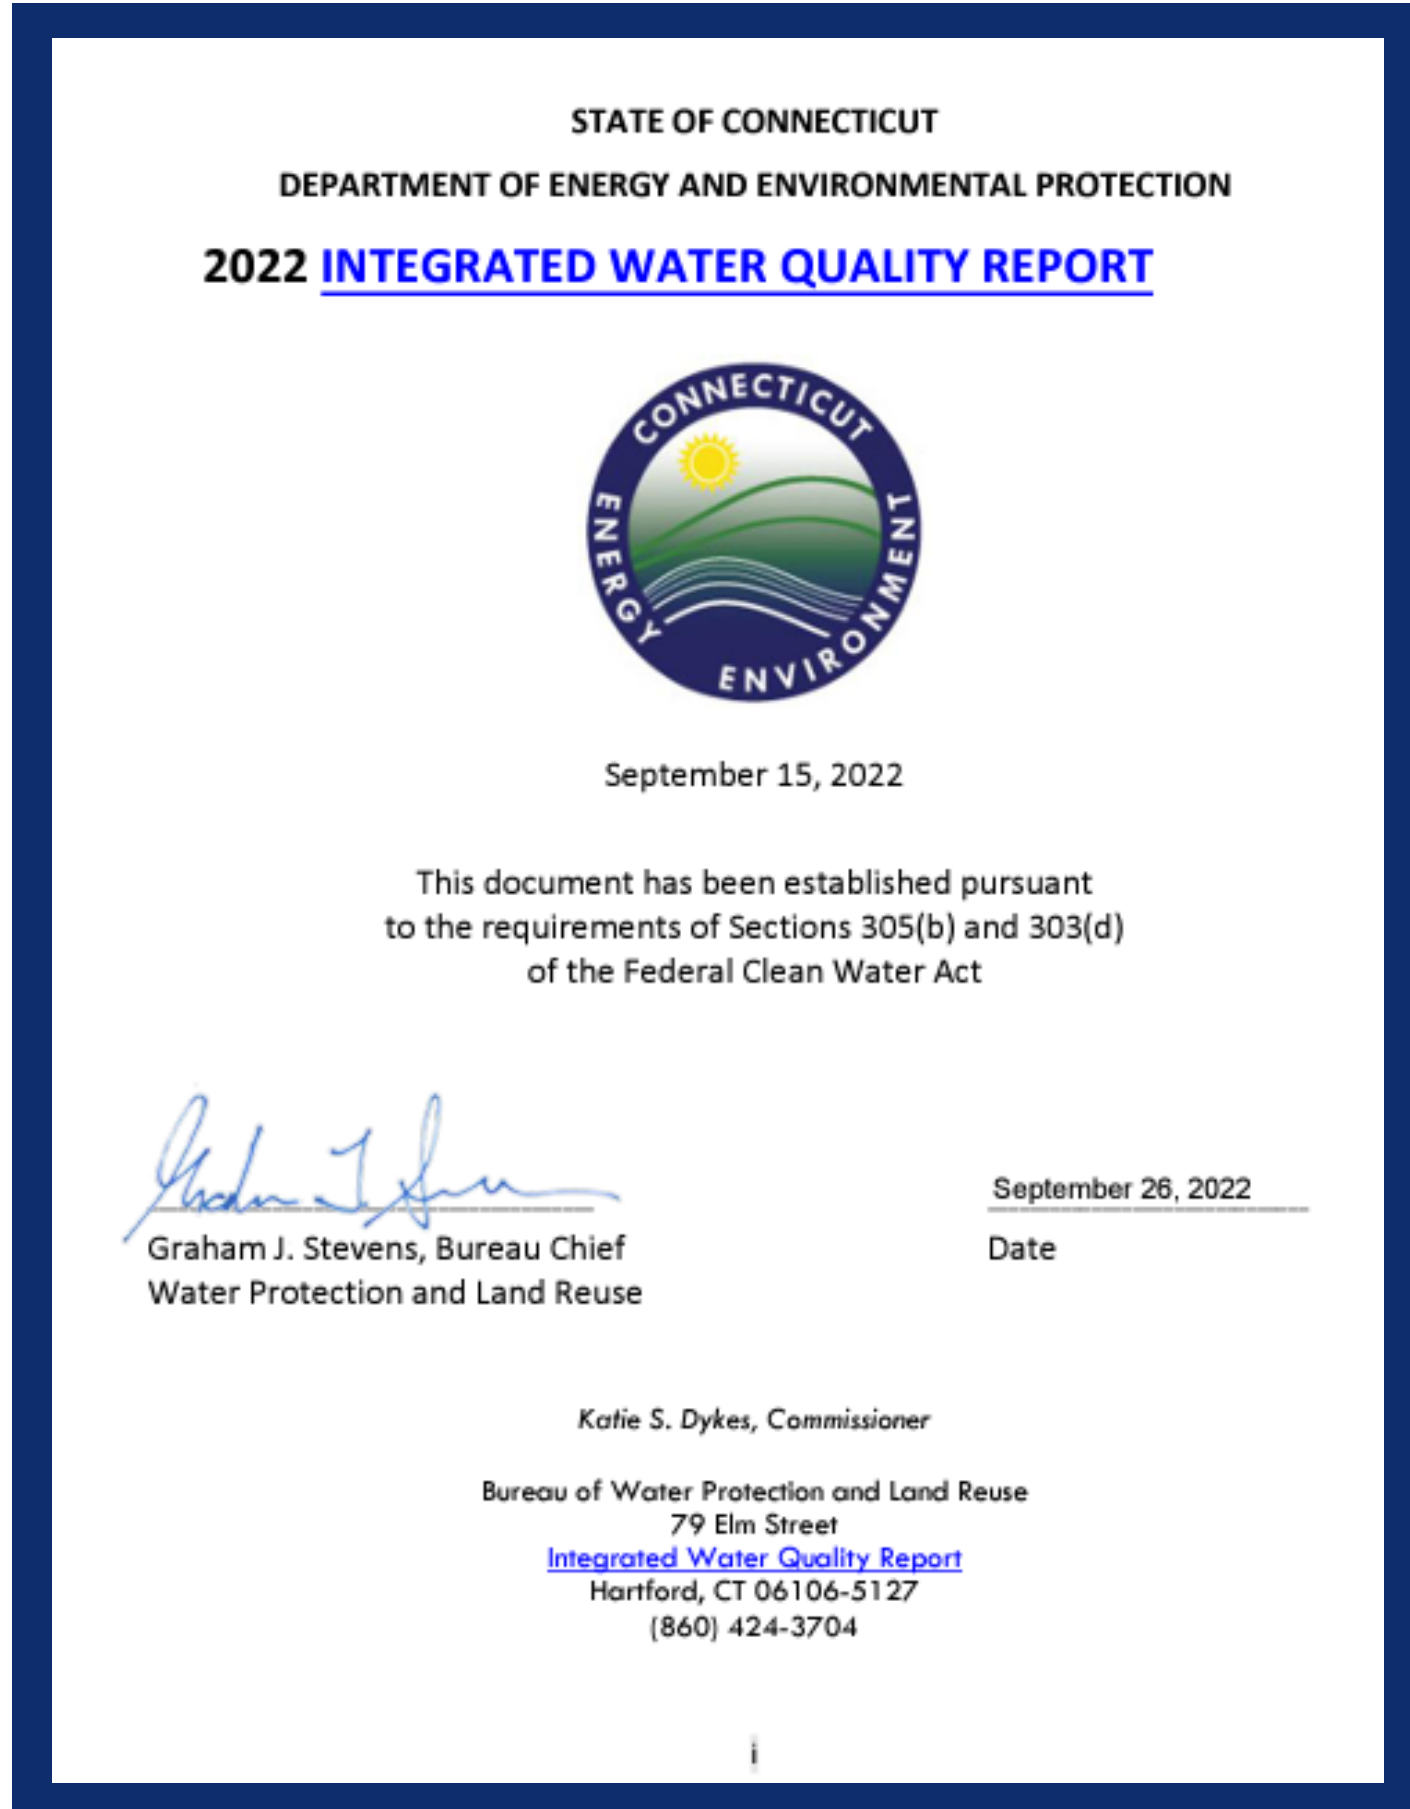 STATE OF CONNECTICUT
DEPARTMENT OF ENERGY AND ENVIRONMENTAL PROTECTION
2022 INTEGRATED WATER QUALITY REPORT
CONNECTICUT
ENERGY
ENVIRONMENT
September 15, 2022
This document has been established pursuant
to the requirements of Sections 305(b) and 303(d)
of the Federal Clean Water Act
September 26, 2022
Graham J. Stevens, Bureau Chief
Date
Water Protection and Land Reuse
Katie S. Dykes, Commissioner
Bureau of Water Protection and Land Reuse
79 Elm Street
Integrated Water Quality Report
Hartford, CT 06106-5127
(860) 424-3704
i